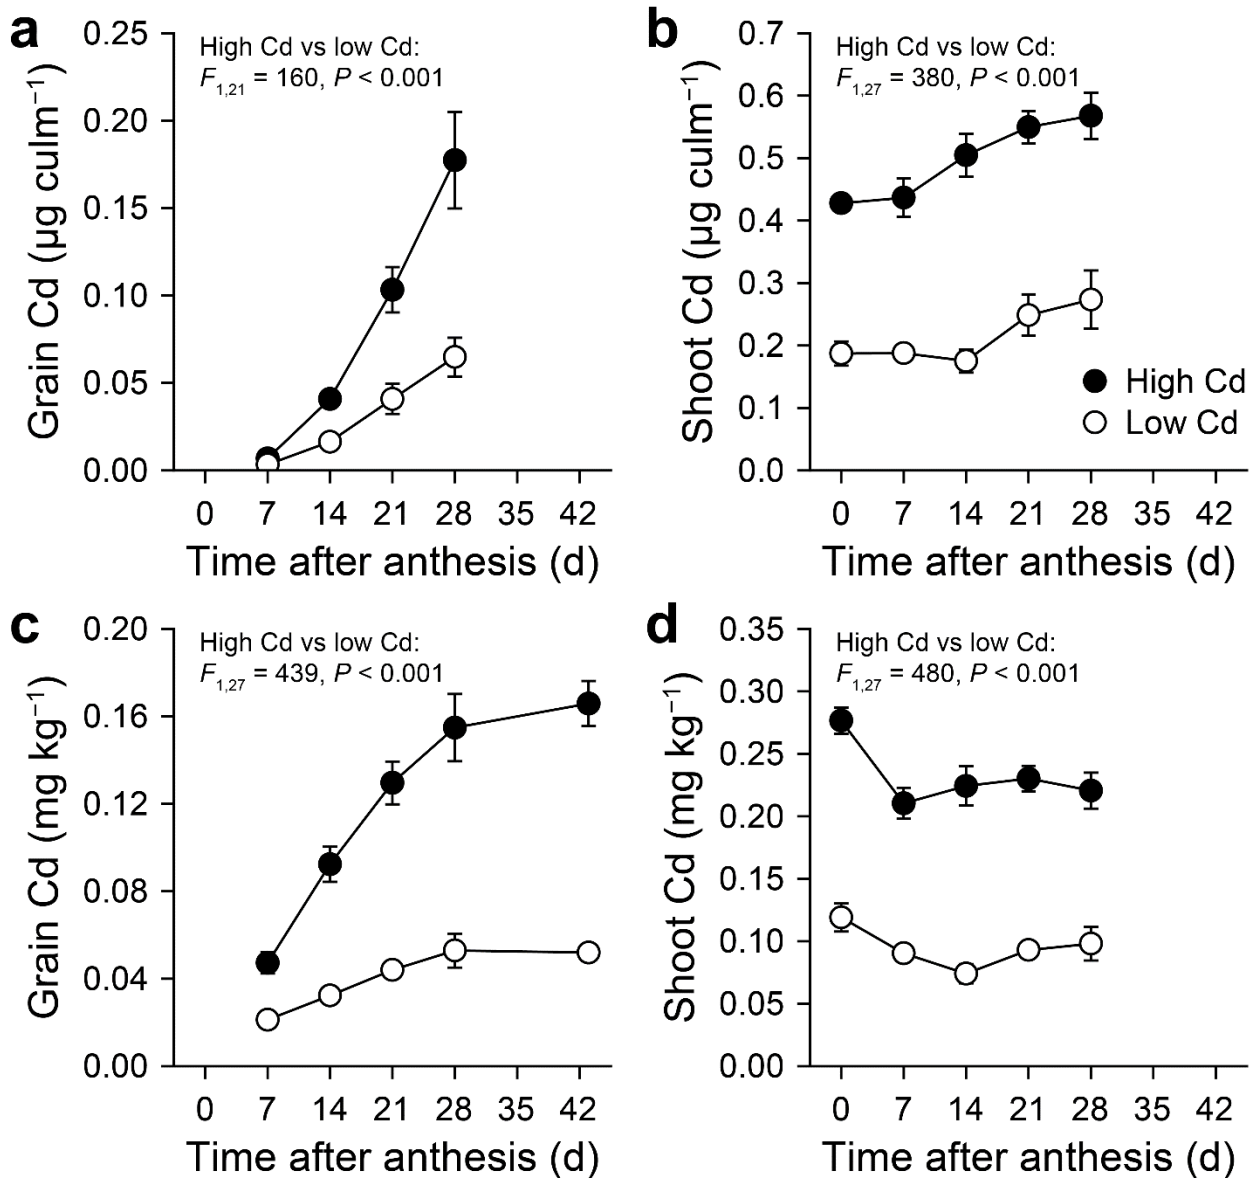 a
High Cd vs low Cd:
F1,21 = 160, P < 0.001
Grain Cd (µg culm⁻¹)
0.25
0.20
0.15
0.10
0.05
0.00
0 7 14 21 28 35 42
Time after anthesis (d)
b
High Cd vs low Cd:
F1,27 = 380, P < 0.001
Shoot Cd (µg culm⁻¹)
0.7
0.6
0.5
0.4
0.3
0.2
0.1
0.0
High Cd
Low Cd
0 7 14 21 28 35 42
Time after anthesis (d)
c
High Cd vs low Cd:
F1,27 = 439, P < 0.001
Grain Cd (mg kg⁻¹)
0.20
0.16
0.12
0.08
0.04
0.00
0 7 14 21 28 35 42
Time after anthesis (d)
d
High Cd vs low Cd:
F1,27 = 480, P < 0.001
Shoot Cd (mg kg⁻¹)
0.35
0.30
0.25
0.20
0.15
0.10
0.05
0.00
0 7 14 21 28 35 42
Time after anthesis (d)